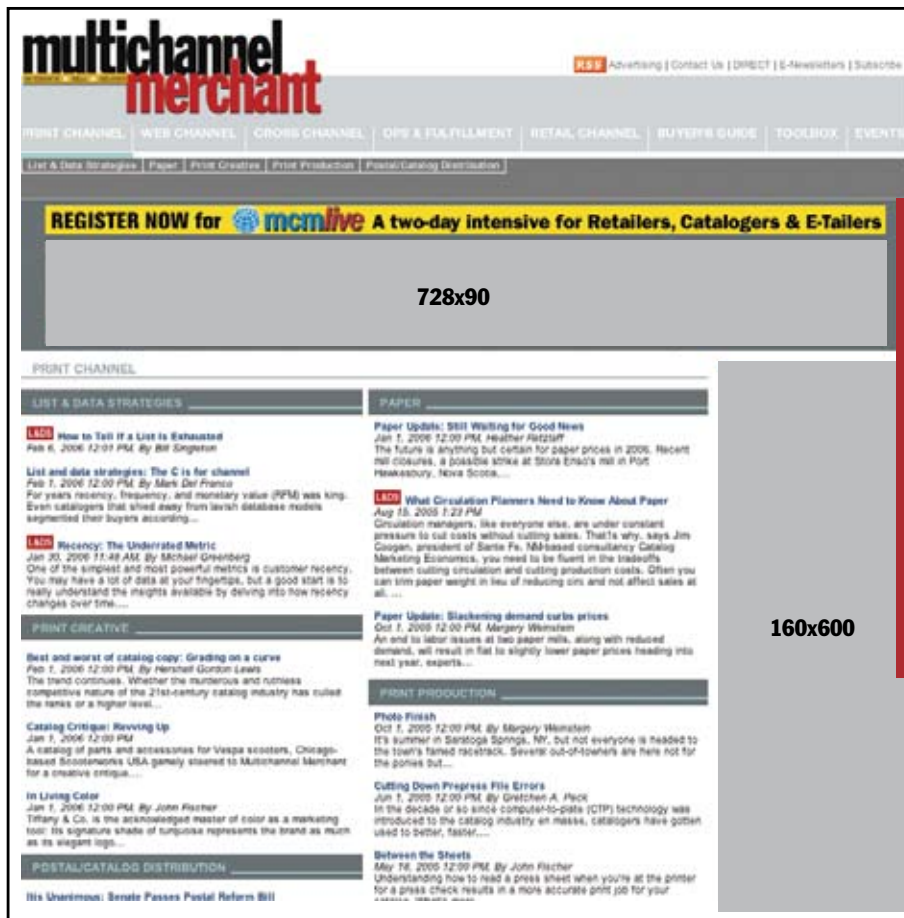 multichannel
merchant
RSS Advertising | Contact Us | DIRECT | E-Newsletters | Subscribe
PRINT CHANNEL | WEB CHANNEL | CROSS CHANNEL | OPS & FULFILLMENT | RETAIL CHANNEL | BUYER'S GUIDE | TOOLBOX | EVENTS
List & Data Strategies | Paper | Print Creative | Print Production | Postal/Catalog Distribution
REGISTER NOW for mcmlive A two-day intensive for Retailers, Catalogers & E-Tailers
728x90
PRINT CHANNEL
LIST & DATA STRATEGIES
L&DS How to Tell If a List Is Exhausted
Feb 6, 2006 12:01 PM, By Bill Singleton
List and data strategies: The C is for channel
Feb 1, 2006 12:00 PM, By Mark Del Franco
For years recency, frequency, and monetary value (RFM) was king.
Even catalogers that shied away from lavish database models
segmented their buyers according...
L&DS Recency: The Underrated Metric
Jan 30, 2006 11:48 AM, By Michael Greenberg
One of the simplest and most powerful metrics is customer recency.
You may have a lot of data at your fingertips, but a good start is to
really understand the insights available by delving into how recency
changes over time....
PRINT CREATIVE
Best and worst of catalog copy: Grading on a curve
Feb 1, 2006 12:00 PM, By Herschell Gordon Lewis
The trend continues. Whether the murderous and ruthless
competitive nature of the 21st-century catalog industry has culled
the ranks or a higher level...
Catalog Critique: Revving Up
Jan 1, 2006 12:00 PM
A catalog of parts and accessories for Vespa scooters, Chicago-
based Scooterworks USA gamely steered to Multichannel Merchant
for a creative critique....
In Living Color
Jan 1, 2006 12:00 PM, By John Fischer
Tiffany & Co. is the acknowledged master of color as a marketing
tool: Its signature shade of turquoise represents the brand as much
as its elegant logo...
POSTAL/CATALOG DISTRIBUTION
Itis Unanimous: Senate Passes Postal Reform Bill
PAPER
Paper Update: Still Waiting for Good News
Jan 1, 2006 12:00 PM, Heather Retzlaff
The future is anything but certain for paper prices in 2006. Recent
mill closures, a possible strike at Stora Enso's mill in Port
Hawkesbury, Nova Scotia,...
L&DS What Circulation Planners Need to Know About Paper
Aug 15, 2005 1:23 PM
Circulation managers, like everyone else, are under constant
pressure to cut costs without cutting sales. That!s why, says Jim
Coogan, president of Santa Fe, NM-based consultancy Catalog
Marketing Economics, you need to be fluent in the tradeoffs
between cutting circulation and cutting production costs. Often you
can trim paper weight in lieu of reducing circ and not affect sales at
all. ...
Paper Update: Slackening demand curbs prices
Oct 1, 2005 12:00 PM, Margery Weinstein
An end to labor issues at two paper mills, along with reduced
demand, will result in flat to slightly lower paper prices heading into
next year, experts...
PRINT PRODUCTION
Photo Finish
Oct 1, 2005 12:00 PM, By Margery Weinstein
It's summer in Saratoga Springs, NY, but not everyone is headed to
the town's famed racetrack. Several out-of-towners are here not for
the ponies but...
Cutting Down Prepress File Errors
Jun 1, 2005 12:00 PM, By Gretchen A. Peck
In the decade or so since computer-to-plate (CTP) technology was
introduced to the catalog industry en masse, catalogers have gotten
used to better, faster,...
Between the Sheets
May 18, 2005 12:00 PM, By John Fischer
Understanding how to read a press sheet when you're at the printer
for a press check results in a more accurate print job for your
160x600